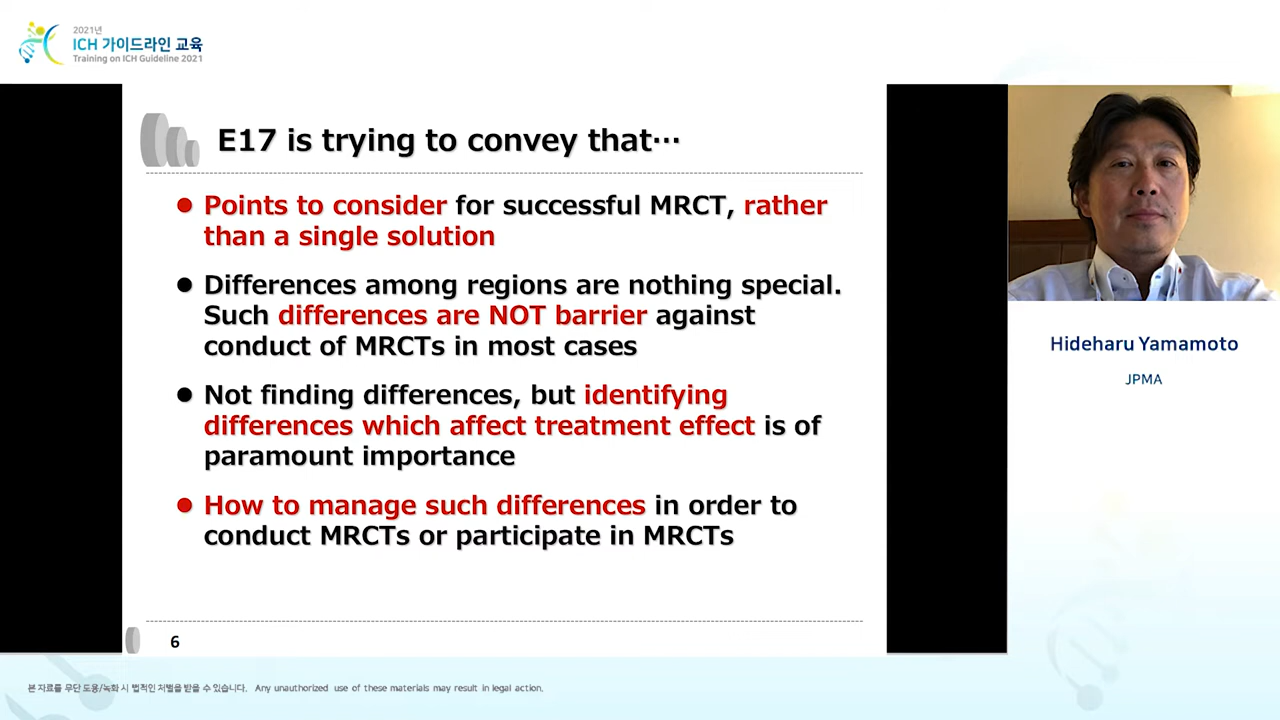 2021년
ICH 가이드라인 교육
Training on ICH Guideline 2021
E17 is trying to convey that…
● Points to consider for successful MRCT, rather
than a single solution
● Differences among regions are nothing special.
Such differences are NOT barrier against
conduct of MRCTs in most cases
● Not finding differences, but identifying
differences which affect treatment effect is of
paramount importance
● How to manage such differences in order to
conduct MRCTs or participate in MRCTs
6
Hideharu Yamamoto
JPMA
본 자료를 무단 도용/녹화 시 법적인 처벌을 받을 수 있습니다. Any unauthorized use of these materials may result in legal action.